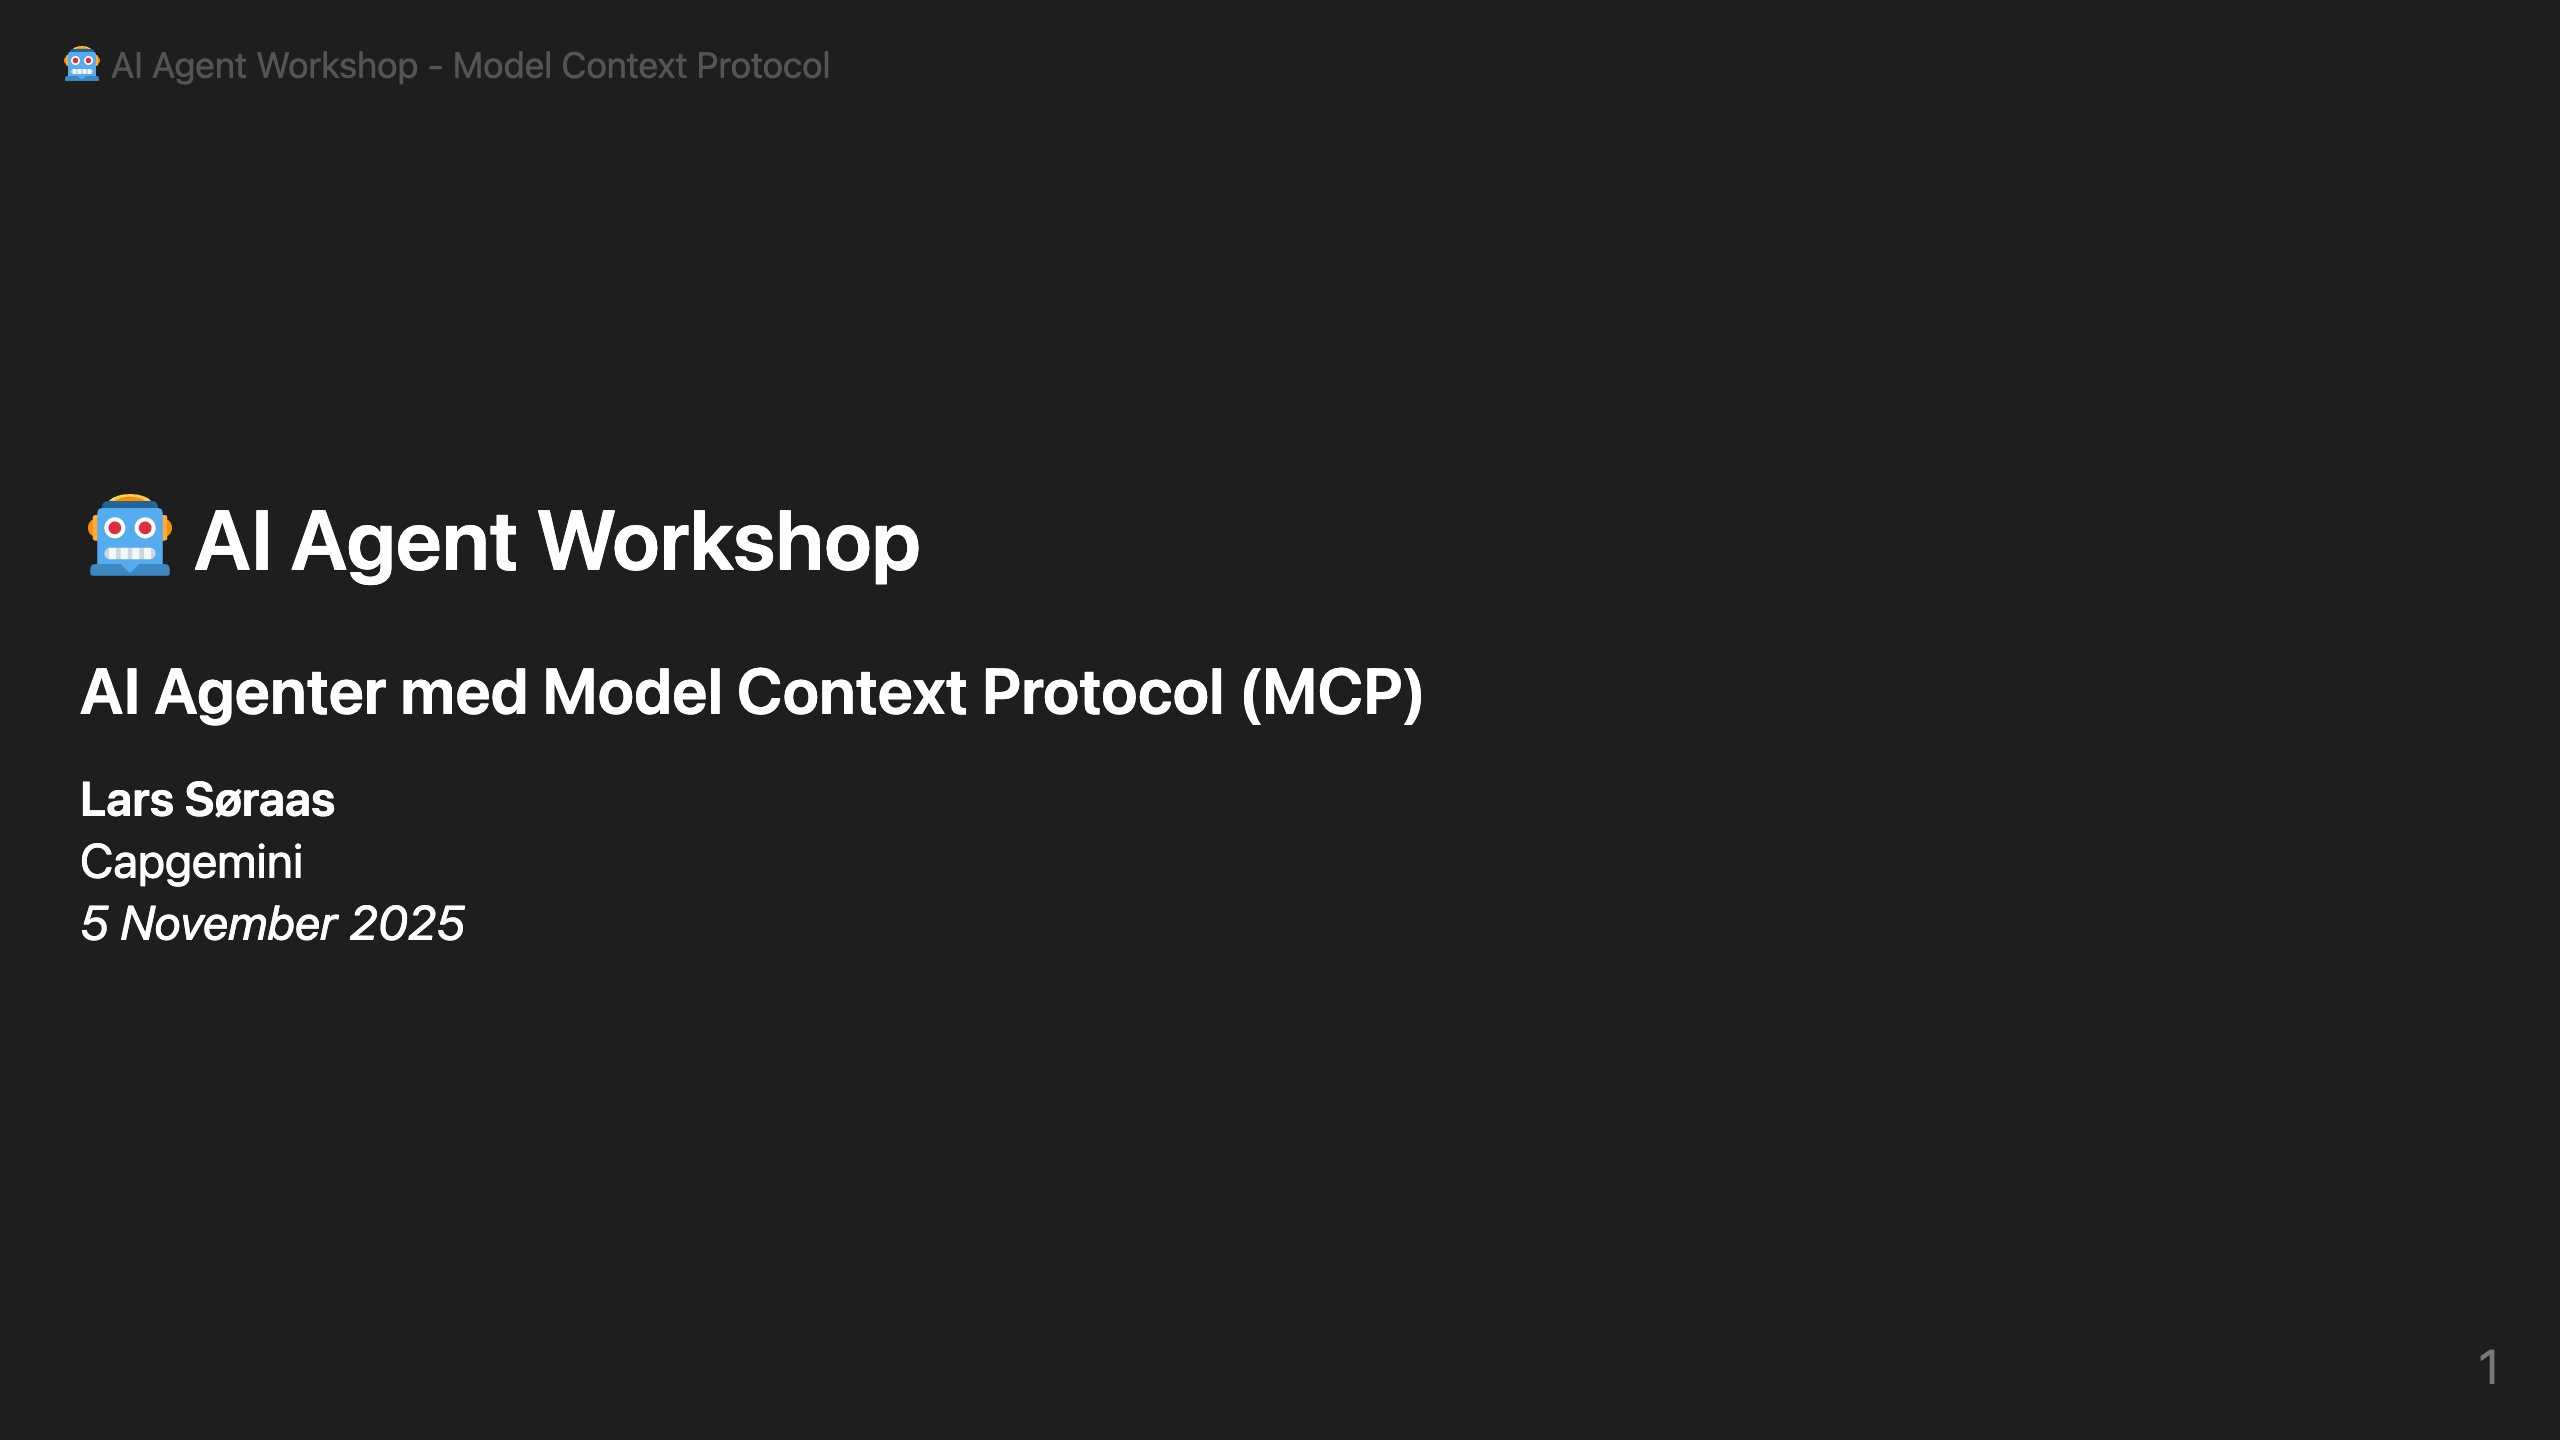 🤖 AI Agent Workshop - Model Context Protocol
🤖 AI Agent Workshop
AI Agenter med Model Context Protocol (MCP)
Lars Søraas
Capgemini
5 November 2025
1